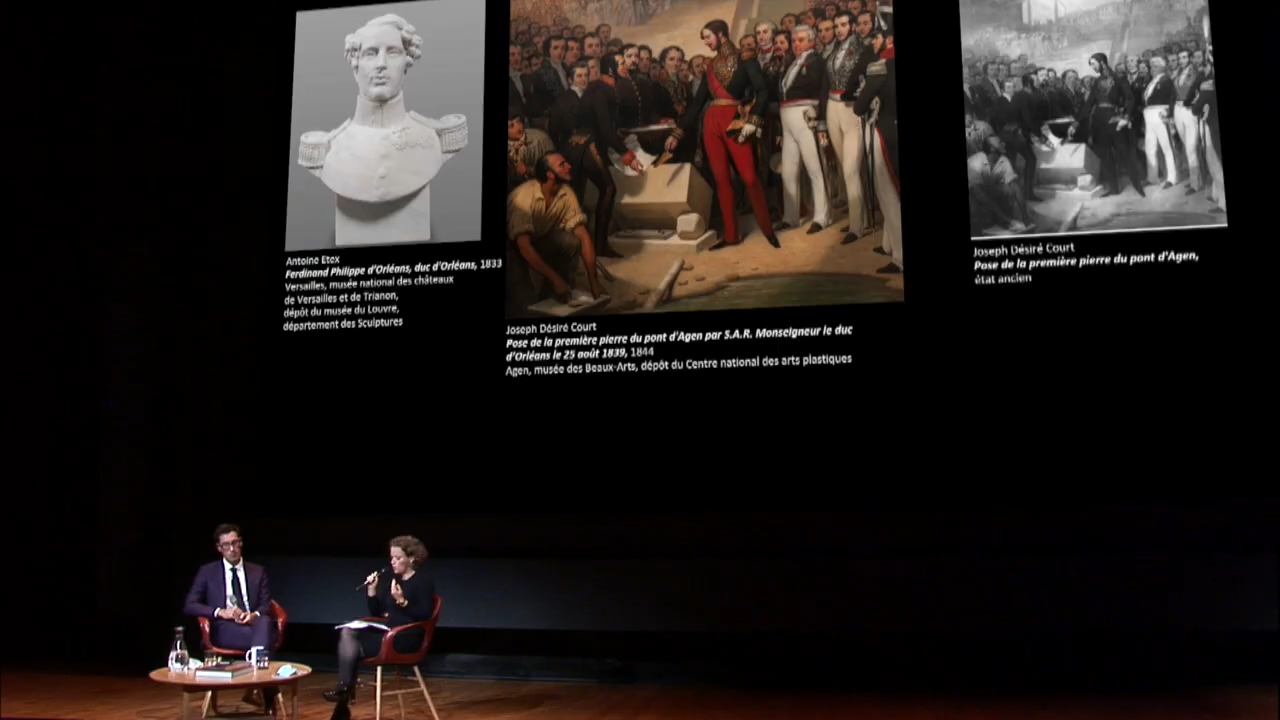 Antoine Etex
Ferdinand Philippe d'Orléans, duc d'Orléans, 1833
Versailles, musée national des châteaux
de Versailles et de Trianon,
dépôt du musée du Louvre,
département des Sculptures
Joseph Désiré Court
Pose de la première pierre du pont d'Agen par S.A.R. Monseigneur le duc
d'Orléans le 25 août 1839, 1844
Agen, musée des Beaux-Arts, dépôt du Centre national des arts plastiques
Joseph Désiré Court
Pose de la première pierre du pont d'Agen,
état ancien